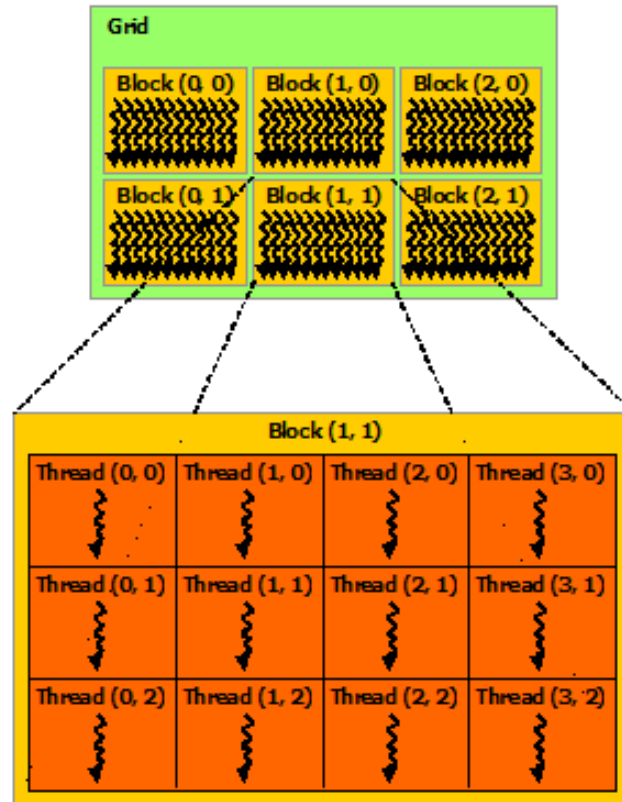 Grid
Block (0, 0) Block (1, 0) Block (2, 0)
Block (0, 1) Block (1, 1) Block (2, 1)
Block (1, 1)
Thread (0, 0) Thread (1, 0) Thread (2, 0) Thread (3, 0)
Thread (0, 1) Thread (1, 1) Thread (2, 1) Thread (3, 1)
Thread (0, 2) Thread (1, 2) Thread (2, 2) Thread (3, 2)